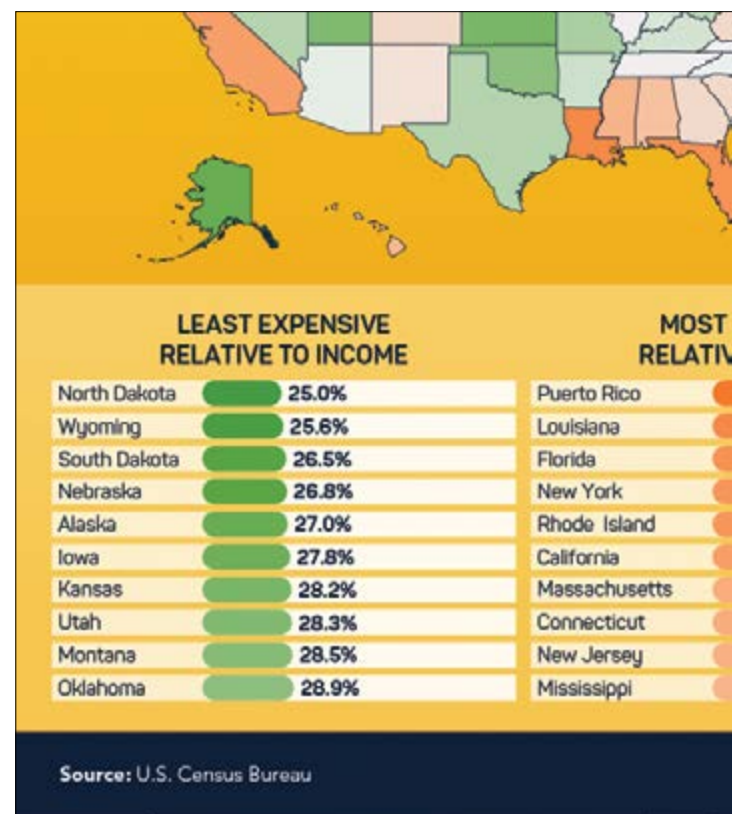 LEAST EXPENSIVE
RELATIVE TO INCOME
North Dakota 25.0%
Wyoming 25.6%
South Dakota 26.5%
Nebraska 26.8%
Alaska 27.0%
Iowa 27.8%
Kansas 28.2%
Utah 28.3%
Montana 28.5%
Oklahoma 28.9%
MOST
RELATIV
Puerto Rico
Louisiana
Florida
New York
Rhode Island
California
Massachusetts
Connecticut
New Jersey
Mississippi
Source: U.S. Census Bureau